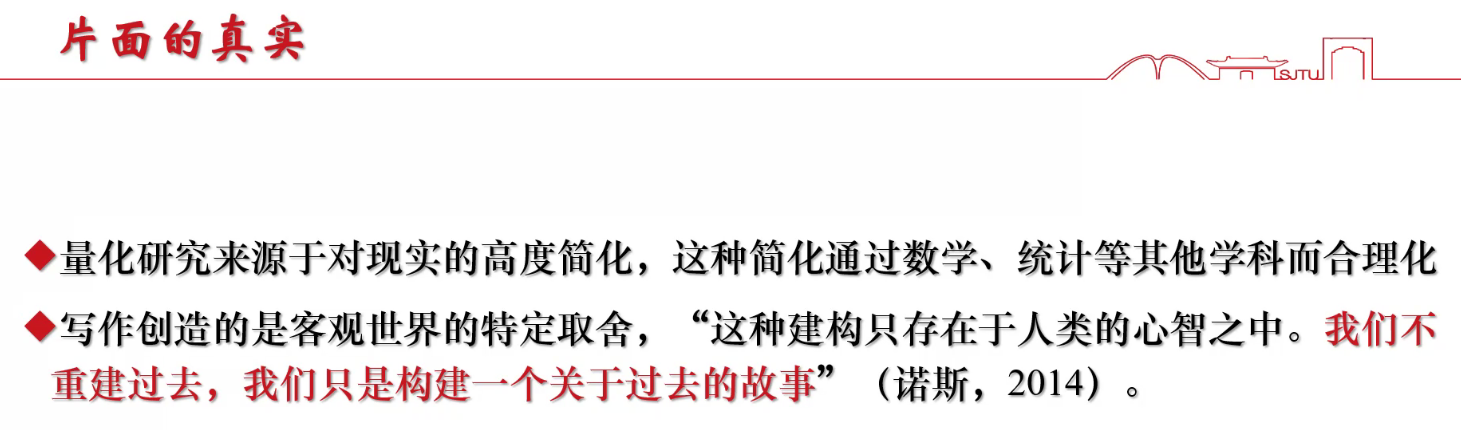 片面的真实
SJTU
◆量化研究来源于对现实的高度简化，这种简化通过数学、统计等其他学科而合理化
◆写作创造的是客观世界的特定取舍，“这种建构只存在于人类的心智之中。我们不
重建过去，我们只是构建一个关于过去的故事”（诺斯，2014）。